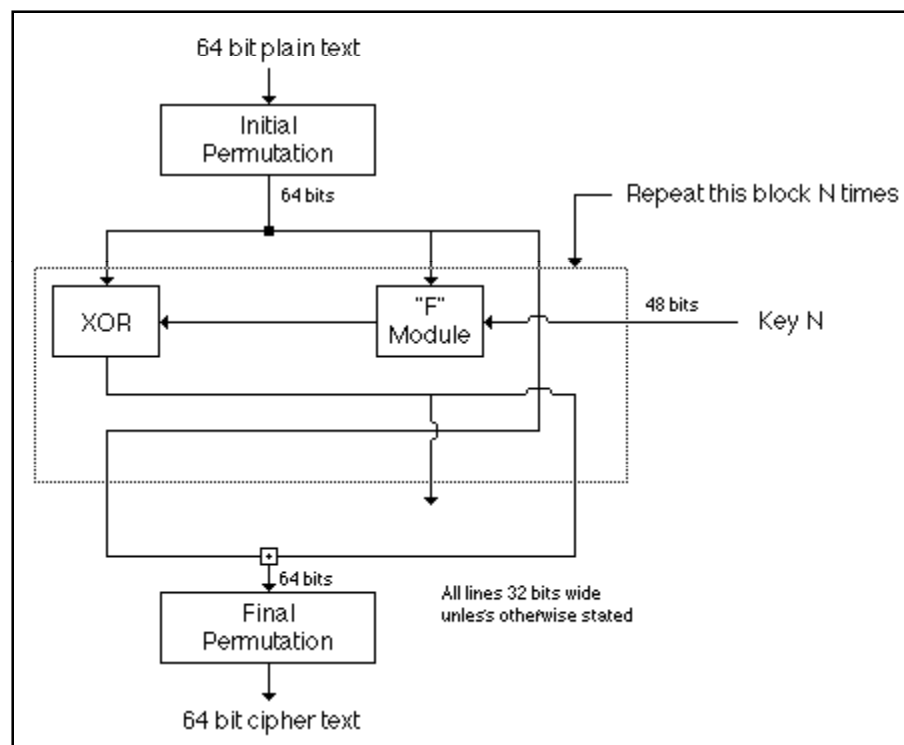 64 bit plain text
Initial
Permutation
64 bits
Repeat this block N times
XOR
"F"
Module
48 bits
Key N
64 bits
All lines 32 bits wide
unless otherwise stated
Final
Permutation
64 bit cipher text